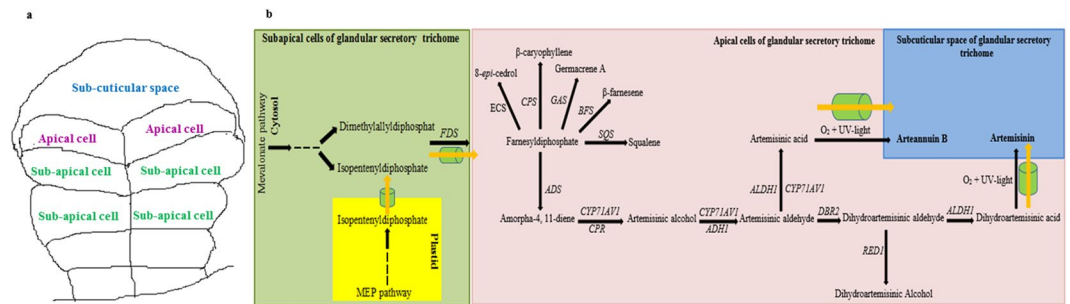 a
Sub-cuticular space
Apical cell
Apical cell
Sub-apical cell
Sub-apical cell
Sub-apical cell
Sub-apical cell
b
Subapical cells of glandular secretory trichome
Mevalonate pathway
Cytosol
Dimethylallyldiphosphat
FDS
Isopentenyldiphosphate
Isopentenyldiphosphate
Plastid
MEP pathway
Apical cells of glandular secretory trichome
β-caryophyllene
8-epi-cedrol
Germacrene A
β-farnesene
ECS
CPS
GAS
BFS
Farnesyldiphosphate
SQS
Squalene
ADS
Amorpha-4, 11-diene
CYP71AV1
CPR
Artemisinic alcohol
CYP71AV1
ADH1
Artemisinic aldehyde
ALDH1
CYP71AV1
Artemisinic acid
O₂ + UV-light
DBR2
Dihydroartemisinic aldehyde
RED1
Dihydroartemisinic Alcohol
ALDH1
Dihydroartemisinic acid
O₂ + UV-light
Subcuticular space of glandular secretory
trichome
Arteannuin B
Artemisinin